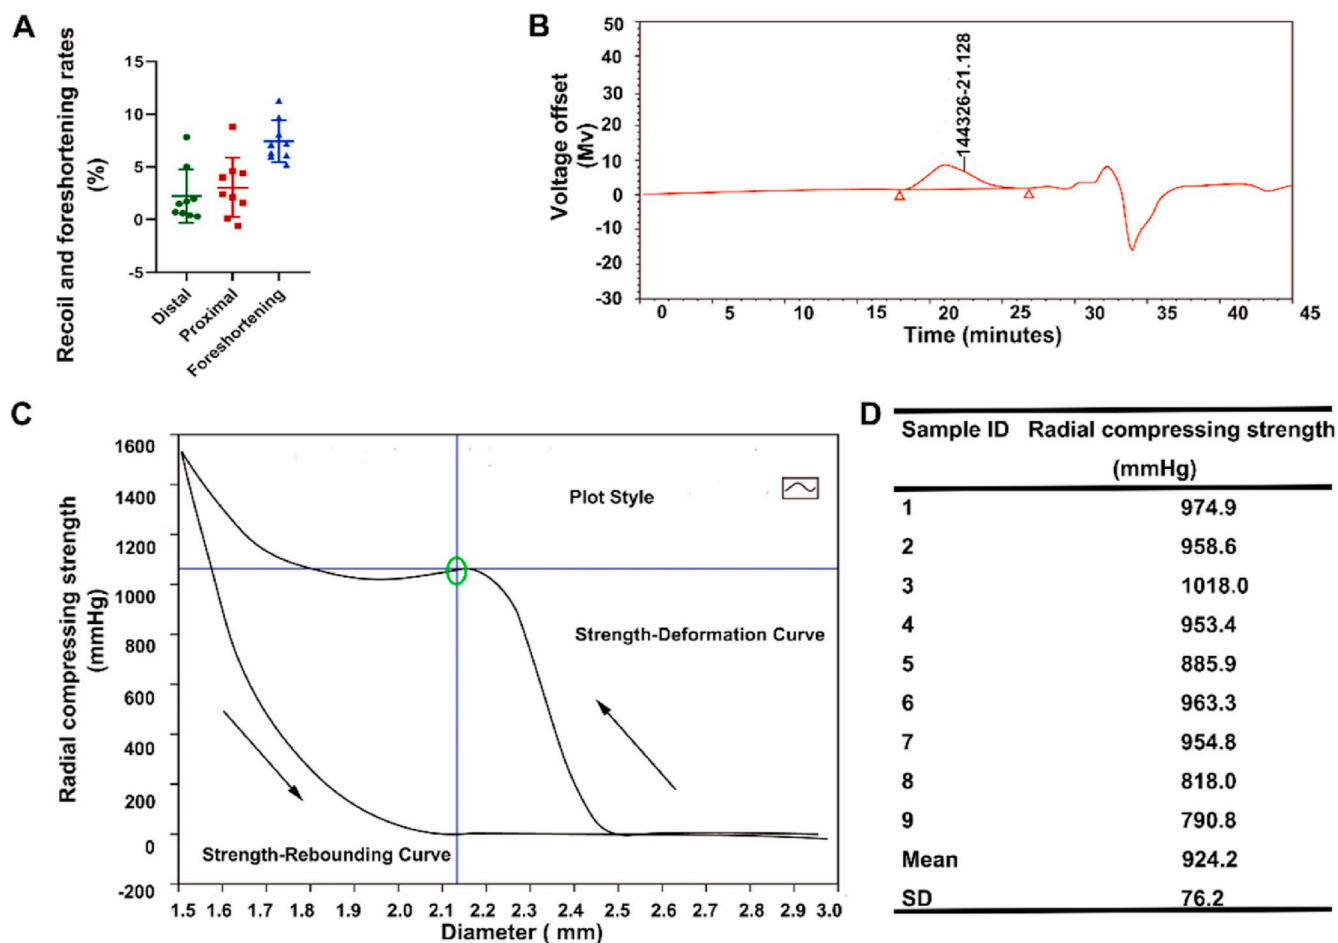 A
Recoil and foreshortening rates
(%)
15
10
5
0
-5
Distal
Proximal
Foreshortening
B
Voltage offset
(Mv)
50
40
30
20
10
0
-10
-20
-30
144326-21.128
0 5 10 15 20 25 30 35 40 45
Time (minutes)
C
Radial compressing strength
(mmHg)
1600
1400
1200
1000
800
600
400
200
0
-200
Plot Style
Strength-Deformation Curve
Strength-Rebounding Curve
1.5 1.6 1.7 1.8 1.9 2.0 2.1 2.2 2.3 2.4 2.5 2.6 2.7 2.8 2.9 3.0
Diameter ( mm)
D
Sample ID Radial compressing strength
(mmHg)
1 974.9
2 958.6
3 1018.0
4 953.4
5 885.9
6 963.3
7 954.8
8 818.0
9 790.8
Mean 924.2
SD 76.2